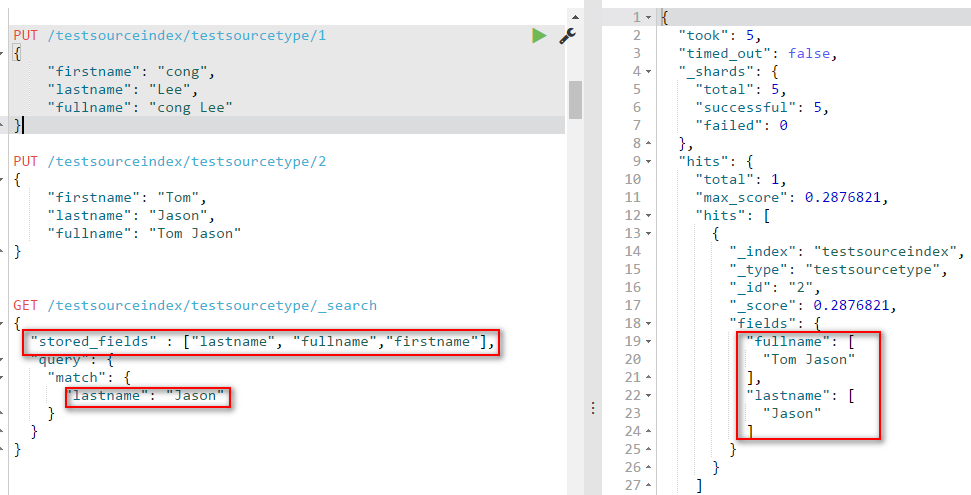 PUT /testsourceindex/testsourcetype/1
{
"firstname": "cong",
"lastname": "Lee",
"fullname": "cong Lee"
}
PUT /testsourceindex/testsourcetype/2
{
"firstname": "Tom",
"lastname": "Jason",
"fullname": "Tom Jason"
}
GET /testsourceindex/testsourcetype/_search
{
"stored_fields" : ["lastname", "fullname","firstname"],
"query": {
"match": {
"lastname": "Jason"
}
}
}
1 {
2 "took": 5,
3 "timed_out": false,
4 "_shards": {
5 "total": 5,
6 "successful": 5,
7 "failed": 0
8 },
9 "hits": {
10 "total": 1,
11 "max_score": 0.2876821,
12 "hits": [
13 {
14 "_index": "testsourceindex",
15 "_type": "testsourcetype",
16 "_id": "2",
17 "_score": 0.2876821,
18 "fields": {
19 "fullname": [
20 "Tom Jason"
21 ],
22 "lastname": [
23 "Jason"
24 ]
25 }
26 }
27 ]